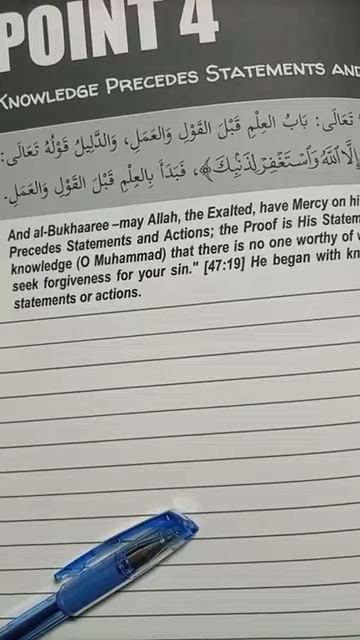 POINT 4
KNOWLEDGE PRECEDES STATEMENTS AND
تَعَالَى: بَابُ العِلْمِ قَبْلَ القَوْلِ وَالعَمَلِ، وَالدَّلِيلُ قَوْلُهُ تَعَالَى:
إِلَّا اللَّهُ وَاسْتَغْفِرْ لِذَنْبِكَ﴾، فَبَدَأَ بِالعِلْمِ قَبْلَ القَوْلِ وَالعَمَلِ.
And al-Bukhaaree –may Allah, the Exalted, have Mercy on hi
Precedes Statements and Actions; the Proof is His Statem
knowledge (O Muhammad) that there is no one worthy of
seek forgiveness for your sin." [47:19] He began with kn
statements or actions.